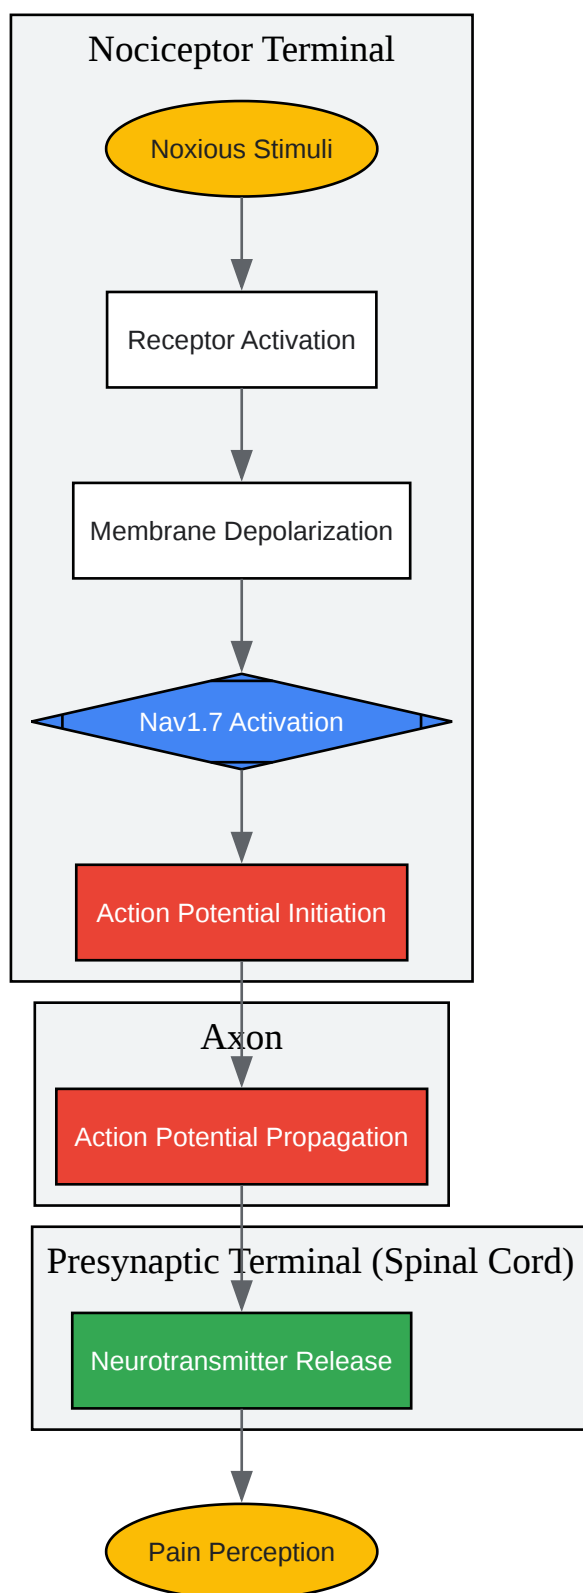 Nociceptor Terminal
Noxious Stimuli
Receptor Activation
Membrane Depolarization
Nav1.7 Activation
Action Potential Initiation
Axon
Action Potential Propagation
Presynaptic Terminal (Spinal Cord)
Neurotransmitter Release
Pain Perception